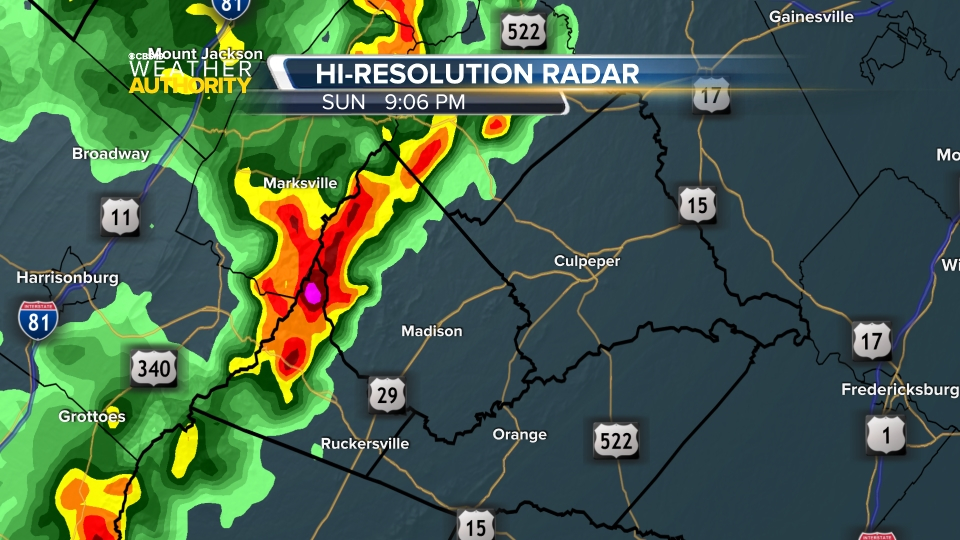 81
522
Gainesville
Mount Jackson
WEATHER
AUTHORITY
HI-RESOLUTION RADAR
SUN 9:06 PM
17
Broadway
Mo
Marksville
11
15
Culpeper
Wi
Harrisonburg
INTERSTATE
81
Madison
17
340
29
Fredericksburg
Grottoes
Ruckersville
Orange
522
1
15
INTERSTATE